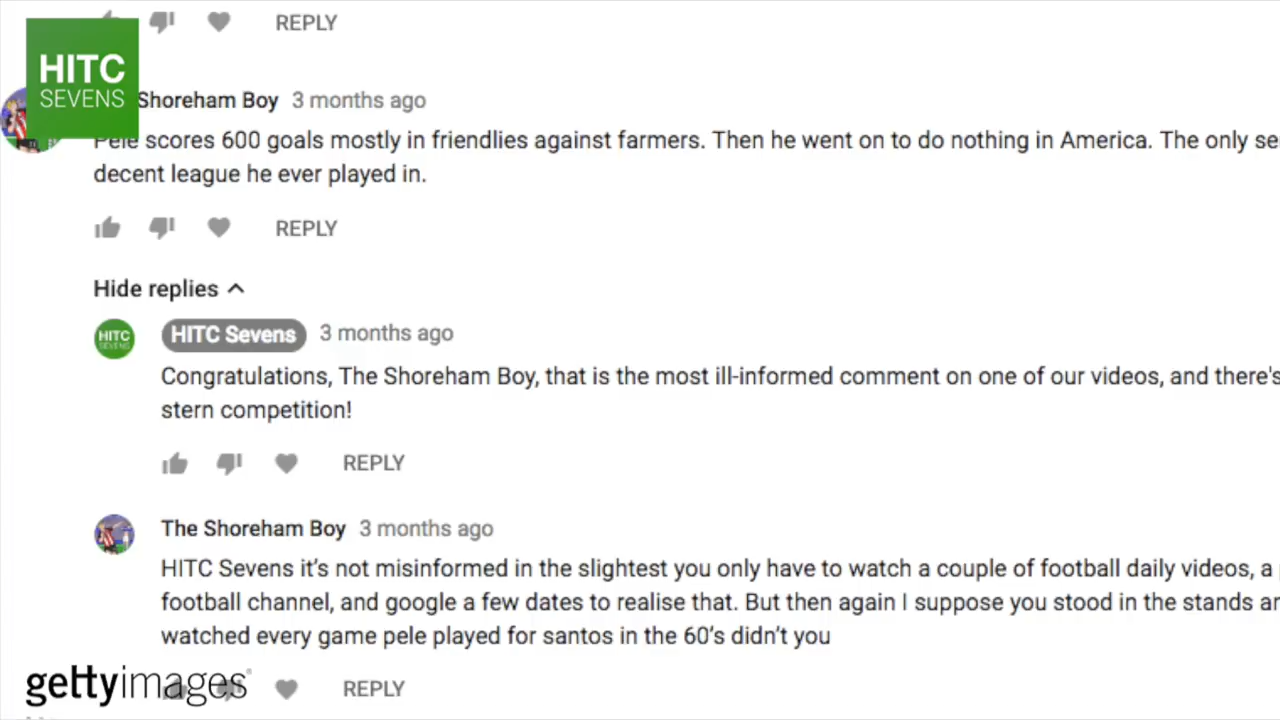 REPLY
HITC
SEVENS
Shoreham Boy 3 months ago
Pele scores 600 goals mostly in friendlies against farmers. Then he went on to do nothing in America. The only se
decent league he ever played in.
REPLY
Hide replies
HITC
SEVENS
HITC Sevens 3 months ago
Congratulations, The Shoreham Boy, that is the most ill-informed comment on one of our videos, and there's
stern competition!
REPLY
The Shoreham Boy 3 months ago
HITC Sevens it's not misinformed in the slightest you only have to watch a couple of football daily videos, a
football channel, and google a few dates to realise that. But then again I suppose you stood in the stands
watched every game pele played for santos in the 60's didn't you
gettyimages
REPLY